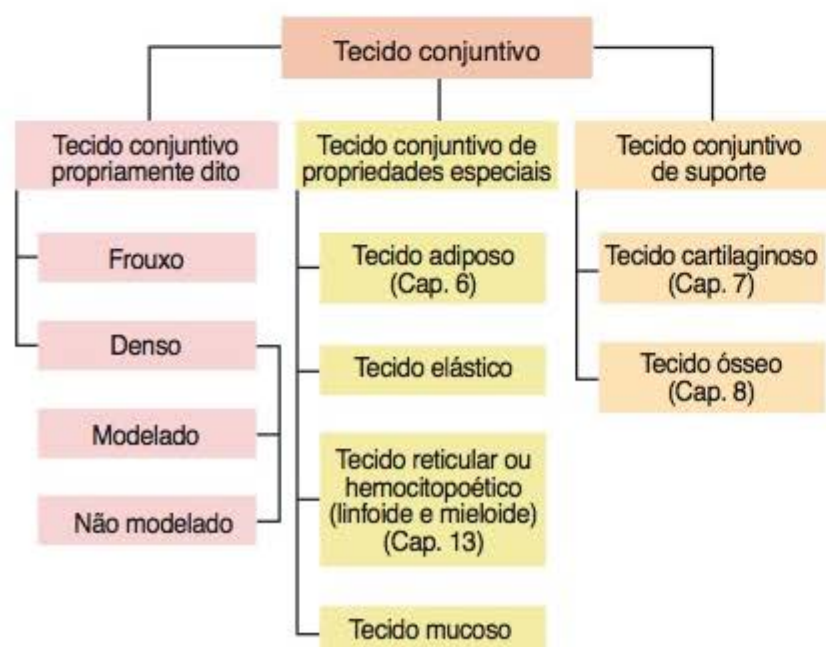 Tecido conjuntivo
Tecido conjuntivo
propriamente dito
Frouxo
Denso
Modelado
Não modelado
Tecido conjuntivo de
propriedades especiais
Tecido adiposo
(Cap. 6)
Tecido elástico
Tecido reticular ou
hemocitopoético
(linfoide e mieloide)
(Cap. 13)
Tecido mucoso
Tecido conjuntivo
de suporte
Tecido cartilaginoso
(Cap. 7)
Tecido ósseo
(Cap. 8)